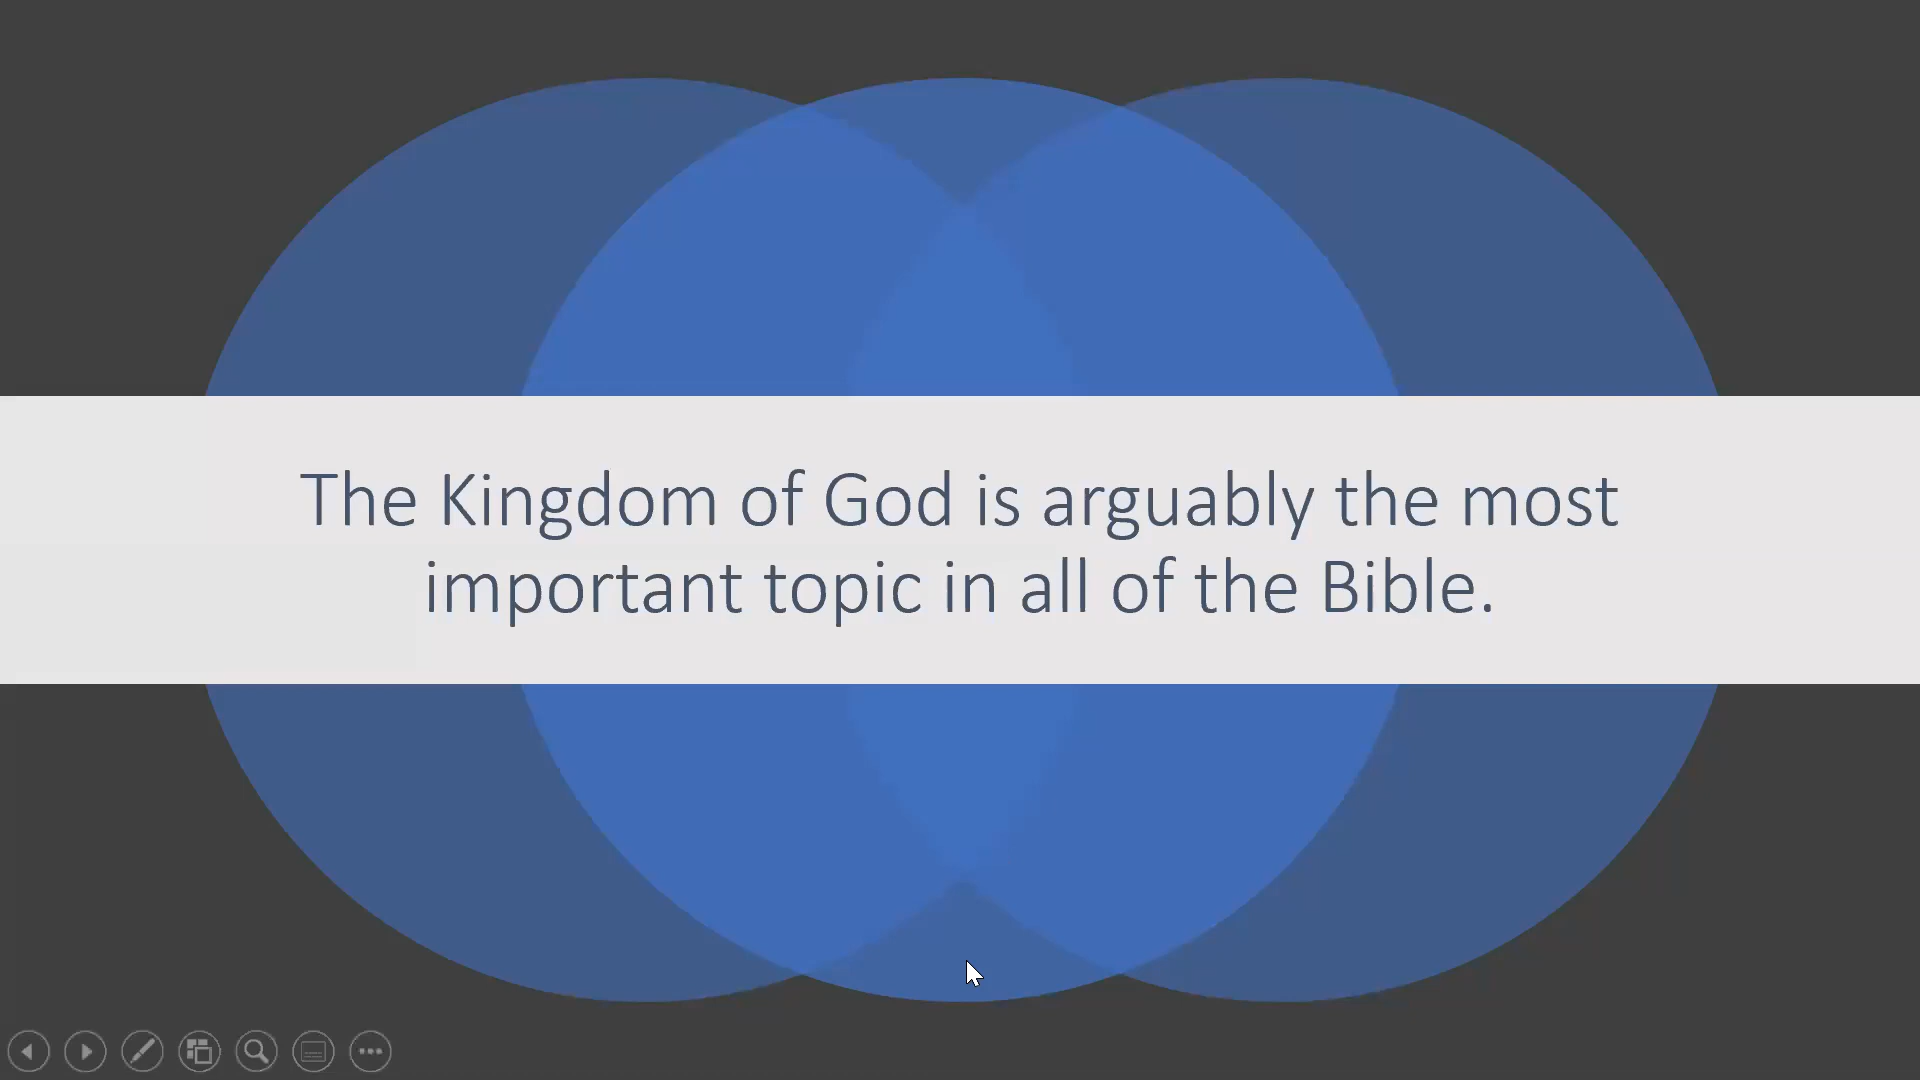 The Kingdom of God is arguably the most
important topic in all of the Bible.